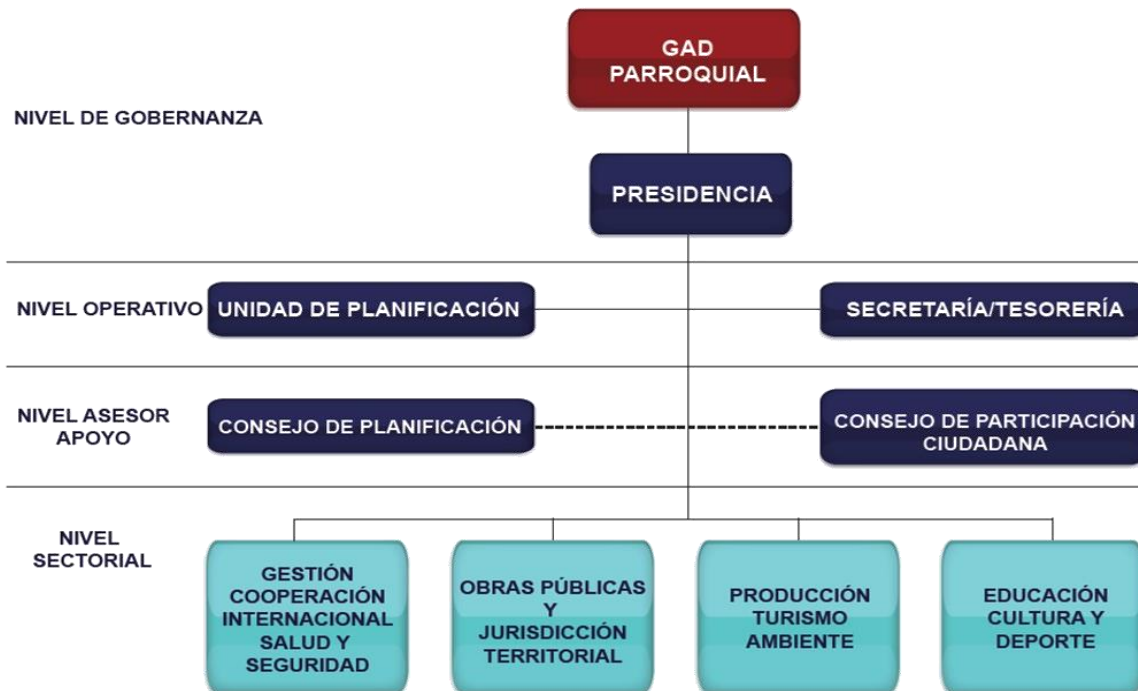 GAD
PARROQUIAL
NIVEL DE GOBERNANZA
PRESIDENCIA
NIVEL OPERATIVO
UNIDAD DE PLANIFICACIÓN
SECRETARÍA/TESORERÍA
NIVEL ASESOR
APOYO
CONSEJO DE PLANIFICACIÓN
CONSEJO DE PARTICIPACIÓN
CIUDADANA
NIVEL
SECTORIAL
GESTIÓN
COOPERACIÓN
INTERNACIONAL
SALUD Y
SEGURIDAD
OBRAS PÚBLICAS
Y
JURISDICCIÓN
TERRITORIAL
PRODUCCIÓN
TURISMO
AMBIENTE
EDUCACIÓN
CULTURA Y
DEPORTE